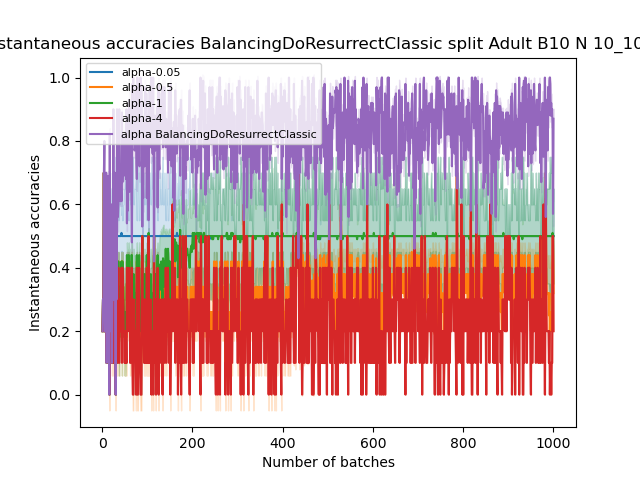 stantaneous accuracies BalancingDoResurrectClassic split Adult B10 N 10_10
alpha-0.05
alpha-0.5
alpha-1
alpha-4
alpha BalancingDoResurrectClassic
Instantaneous accuracies
1.0
0.8
0.6
0.4
0.2
0.0
0
200
400
600
800
1000
Number of batches